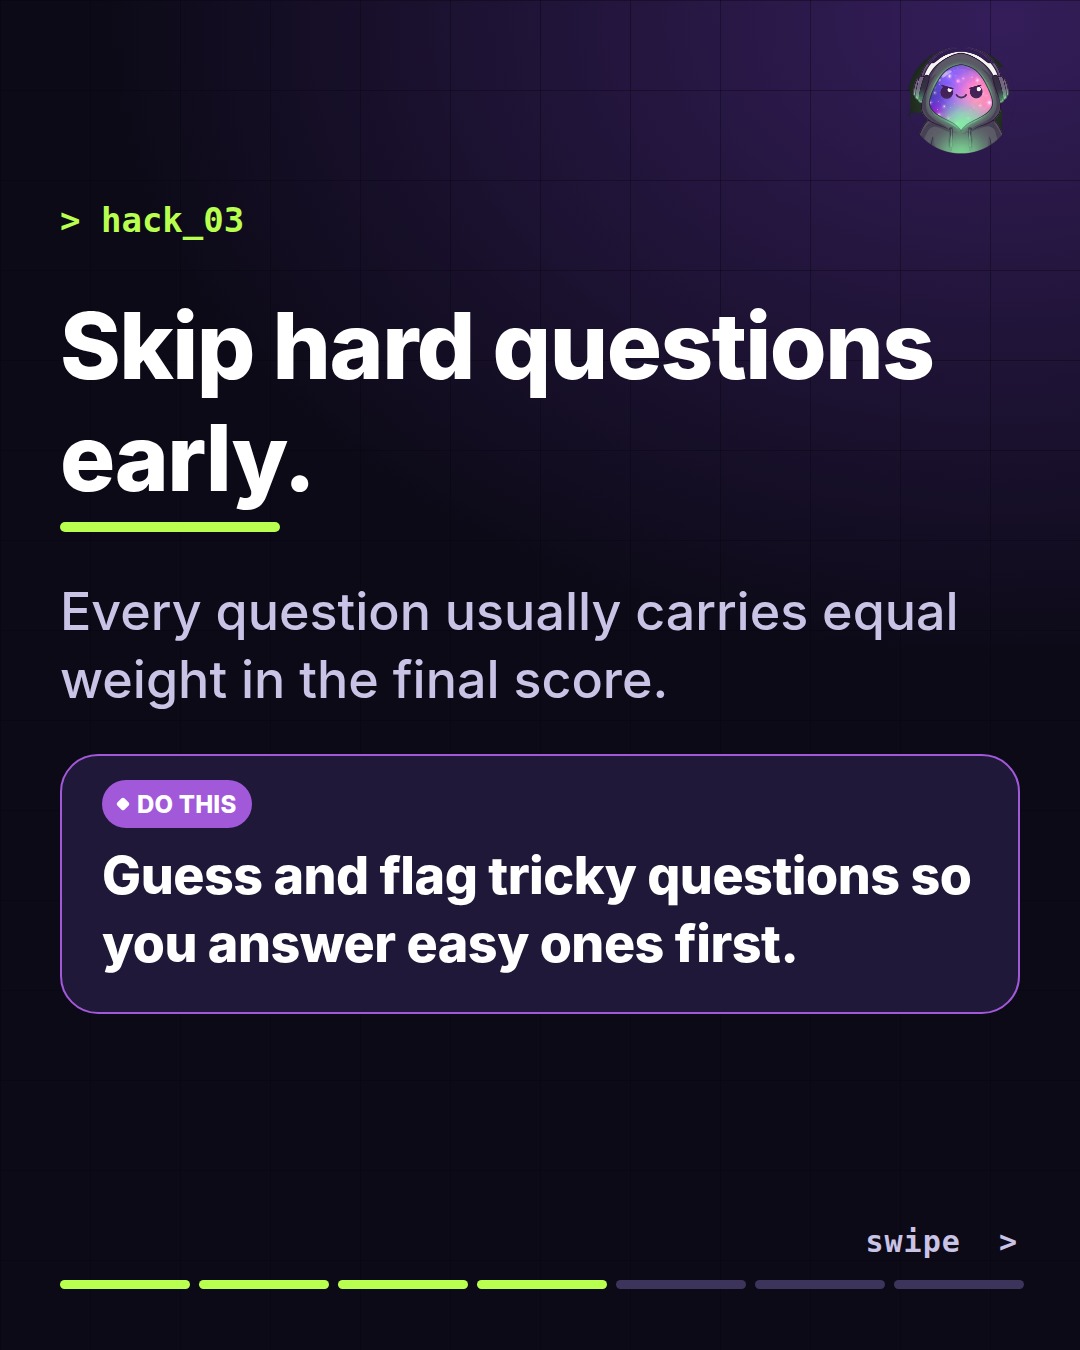 > hack_03
Skip hard questions
early.
Every question usually carries equal
weight in the final score.
DO THIS
Guess and flag tricky questions so
you answer easy ones first.
swipe >